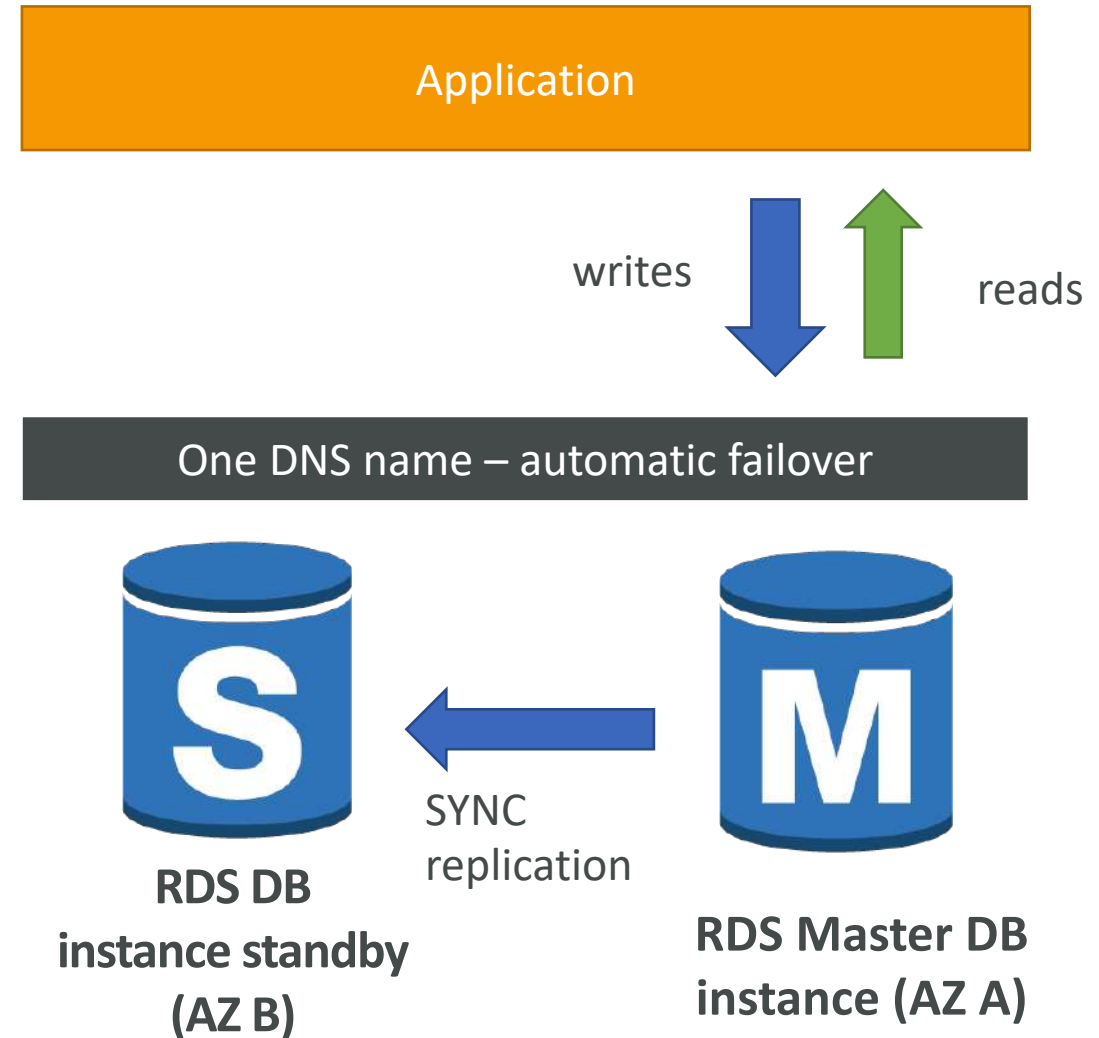 Application
writes
reads
One DNS name – automatic failover
S
M
SYNC
replication
RDS DB
instance standby
(AZ B)
RDS Master DB
instance (AZ A)